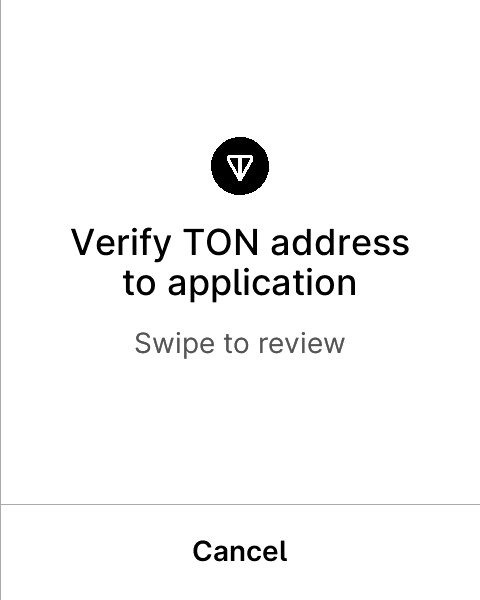 Verify TON address
to application
Swipe to review
Cancel